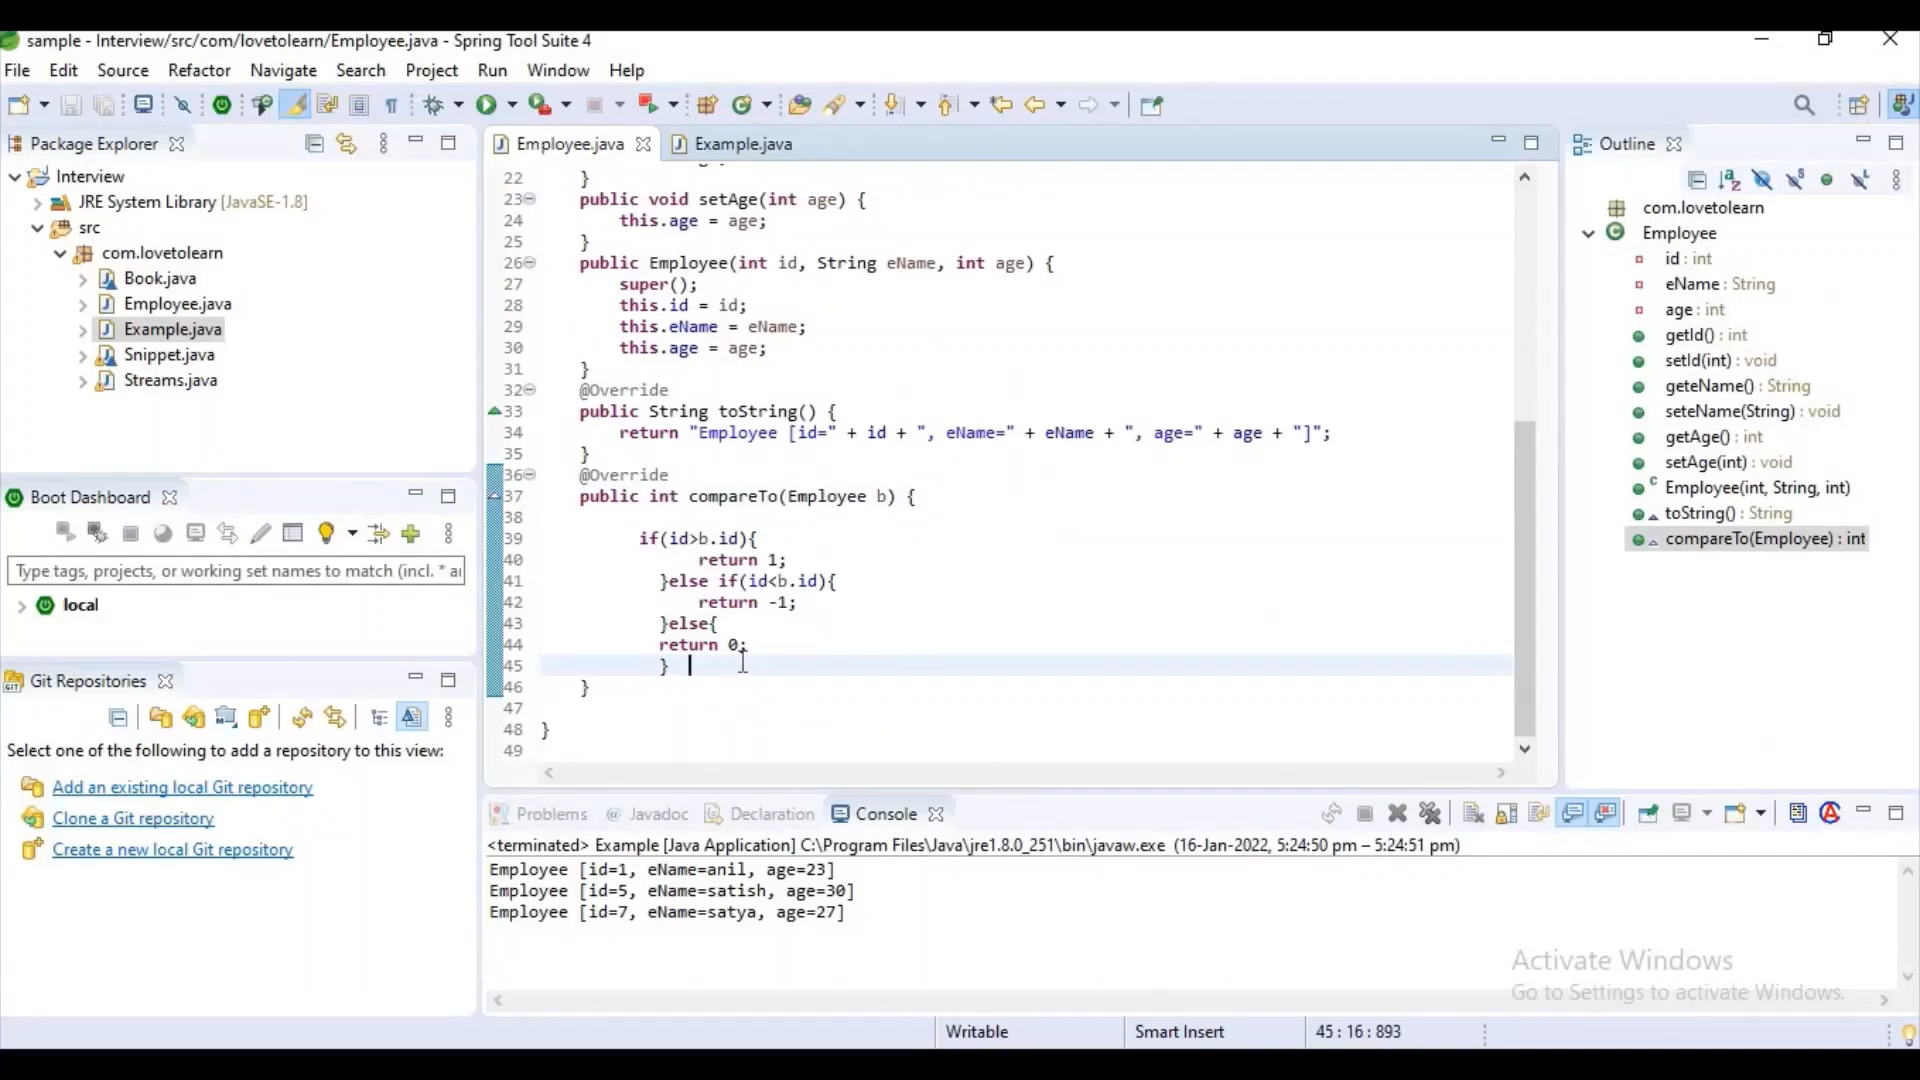 sample - Interview/src/com/lovetolearn/Employee.java - Spring Tool Suite 4
File Edit Source Refactor Navigate Search Project Run Window Help
Package Explorer
Interview
JRE System Library [JavaSE-1.8]
src
com.lovetolearn
Book.java
Employee.java
Example.java
Snippet.java
Streams.java
Boot Dashboard
Type tags, projects, or working set names to match (incl. *
local
Git Repositories
Select one of the following to add a repository to this view:
Add an existing local Git repository
Clone a Git repository
Create a new local Git repository
Employee.java Example.java
22 }
23 public void setAge(int age) {
24 this.age = age;
25 }
26 public Employee(int id, String eName, int age) {
27 super();
28 this.id = id;
29 this.eName = eName;
30 this.age = age;
31 }
32 @Override
33 public String toString() {
34 return "Employee [id=" + id + ", eName=" + eName + ", age=" + age + "]";
35 }
36 @Override
37 public int compareTo(Employee b) {
38
39 if(id>b.id){
40 return 1;
41 }else if(id<b.id){
42 return -1;
43 }else{
44 return 0;
45 }
46 }
47
48 }
49
Outline
com.lovetolearn
Employee
id : int
eName : String
age : int
getId() : int
setId(int) : void
geteName() : String
seteName(String) : void
getAge() : int
setAge(int) : void
Employee(int, String, int)
toString() : String
compareTo(Employee) : int
Problems Javadoc Declaration Console
<terminated> Example [Java Application] C:\Program Files\Java\jre1.8.0_251\bin\javaw.exe (16-Jan-2022, 5:24:50 pm – 5:24:51 pm)
Employee [id=1, eName=anil, age=23]
Employee [id=5, eName=satish, age=30]
Employee [id=7, eName=satya, age=27]
Activate Windows
Go to Settings to activate Windows.
Writable Smart Insert 45 : 16 : 893